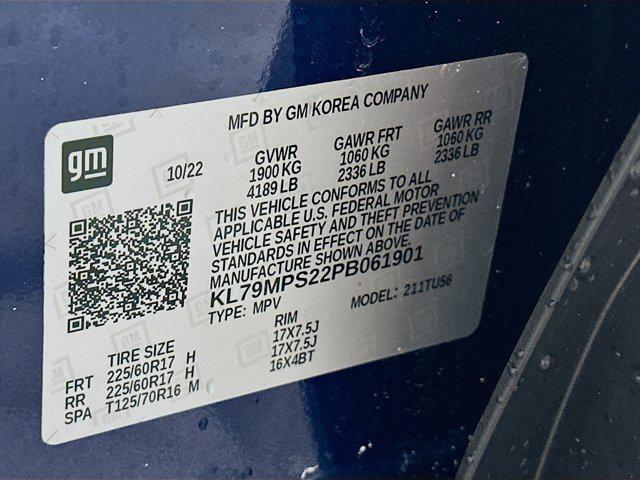 MFD BY GM KOREA COMPANY
gm
10/22
GVWR GAWR FRT GAWR RR
1900 KG 1060 KG 1060 KG
4189 LB 2336 LB 2336 LB
THIS VEHICLE CONFORMS TO ALL
APPLICABLE U.S. FEDERAL MOTOR
VEHICLE SAFETY AND THEFT PREVENTION
STANDARDS IN EFFECT ON THE DATE OF
MANUFACTURE SHOWN ABOVE.
KL79MPS22PB061901
TYPE: MPV MODEL: 211TU56
TIRE SIZE RIM
FRT 225/60R17 H 17X7.5J
RR 225/60R17 H 17X7.5J
SPA T125/70R16 M 16X4BT